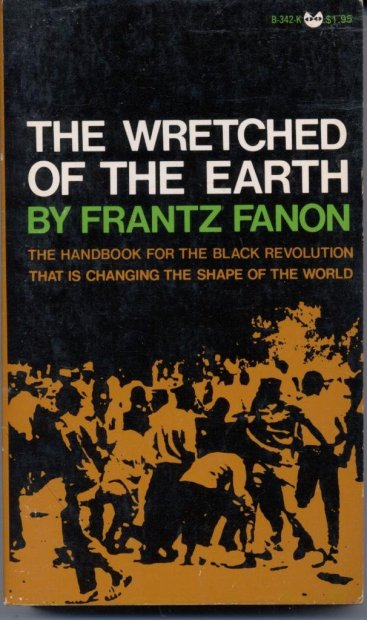 B-342-K $1.95
THE WRETCHED
OF THE EARTH
BY FRANTZ FANON
THE HANDBOOK FOR THE BLACK REVOLUTION
THAT IS CHANGING THE SHAPE OF THE WORLD